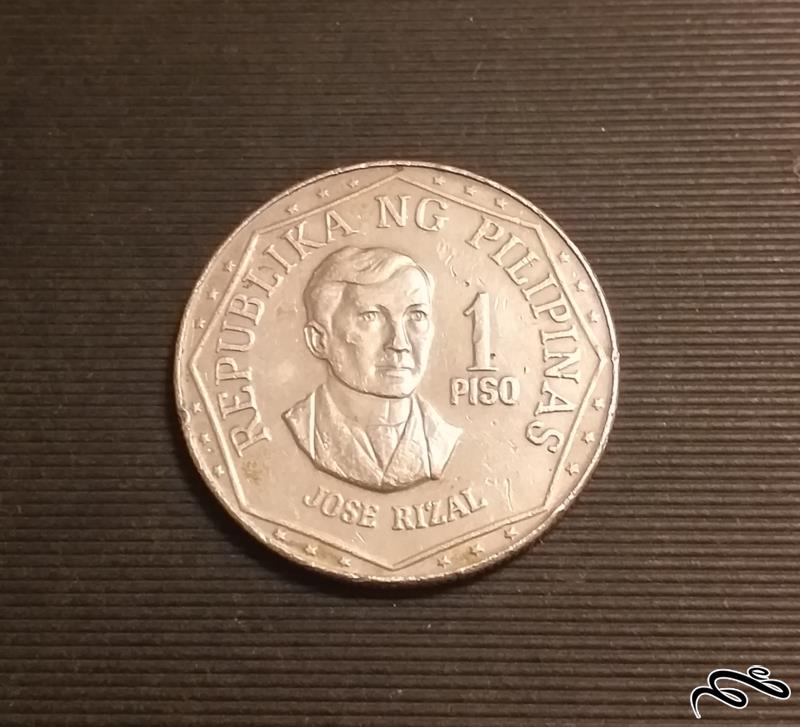 REPUBLIKA NG PILIPINAS
1
PISO
JOSE RIZAL